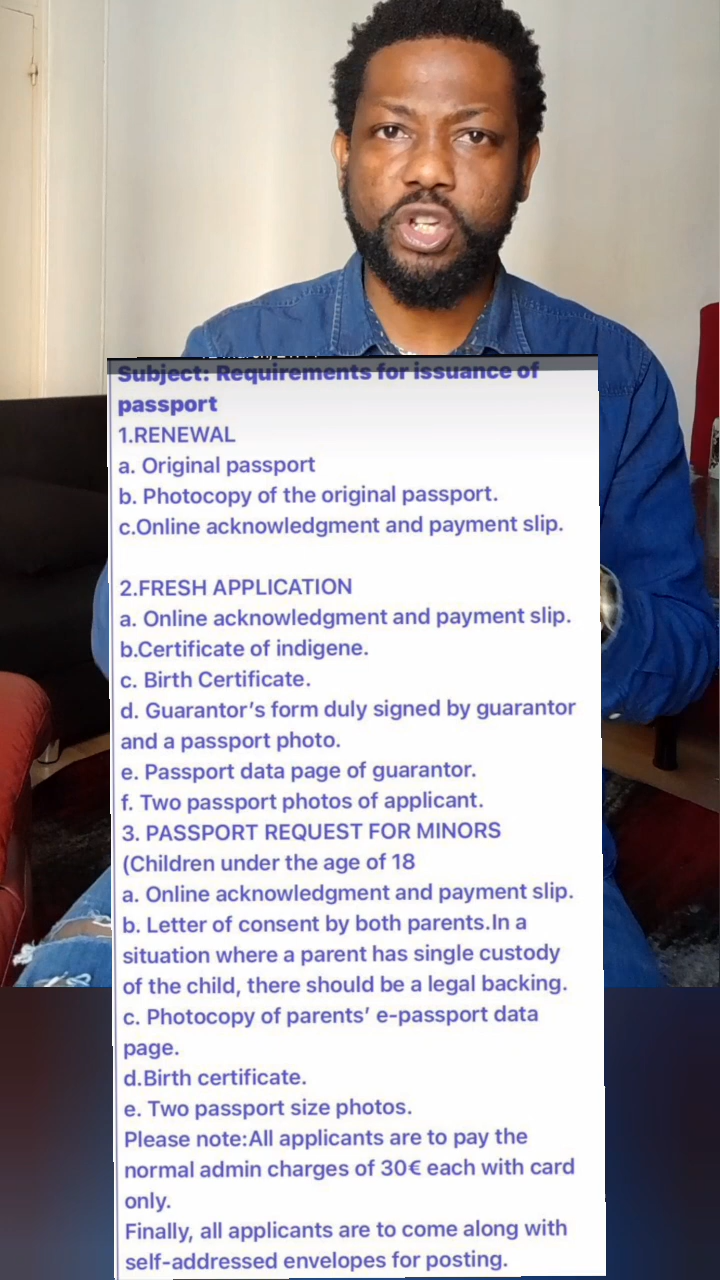 Subject: Requirements for issuance of
passport
1.RENEWAL
a. Original passport
b. Photocopy of the original passport.
c.Online acknowledgment and payment slip.
2.FRESH APPLICATION
a. Online acknowledgment and payment slip.
b.Certificate of indigene.
c. Birth Certificate.
d. Guarantor’s form duly signed by guarantor
and a passport photo.
e. Passport data page of guarantor.
f. Two passport photos of applicant.
3. PASSPORT REQUEST FOR MINORS
(Children under the age of 18
a. Online acknowledgment and payment slip.
b. Letter of consent by both parents.In a
situation where a parent has single custody
of the child, there should be a legal backing.
c. Photocopy of parents’ e-passport data
page.
d.Birth certificate.
e. Two passport size photos.
Please note:All applicants are to pay the
normal admin charges of 30€ each with card
only.
Finally, all applicants are to come along with
self-addressed envelopes for posting.